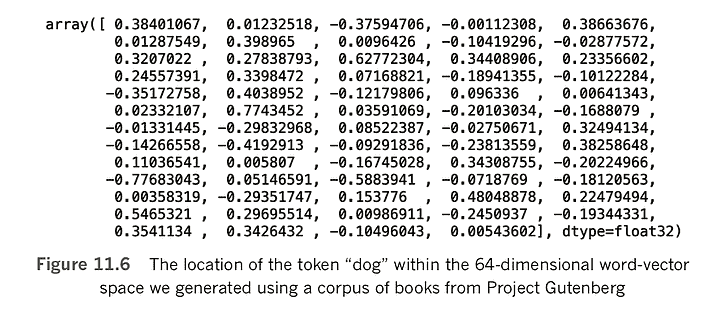 array([ 0.38401067, 0.01232518, -0.37594706, -0.00112308, 0.38663676,
0.01287549, 0.398965 , 0.0096426 , -0.10419296, -0.02877572,
0.3207022 , 0.27838793, 0.62772304, 0.34408906, 0.23356602,
0.24557391, 0.3398472 , 0.07168821, -0.18941355, -0.10122284,
-0.35172758, 0.4038952 , -0.12179806, 0.096336 , 0.00641343,
0.02332107, 0.7743452 , 0.03591069, -0.20103034, -0.1688079 ,
-0.01331445, -0.29832968, 0.08522387, -0.02750671, 0.32494134,
-0.14266558, -0.4192913 , -0.09291836, -0.23813559, 0.38258648,
0.11036541, 0.005807 , -0.16745028, 0.34308755, -0.20224966,
-0.77683043, 0.05146591, -0.5883941 , -0.0718769 , -0.18120563,
0.00358319, -0.29351747, 0.153776 , 0.48048878, 0.22479494,
0.5465321 , 0.29695514, 0.00986911, -0.2450937 , -0.19344331,
0.3541134 , 0.3426432 , -0.10496043, 0.00543602], dtype=float32)
Figure 11.6 The location of the token “dog” within the 64-dimensional word-vector
space we generated using a corpus of books from Project Gutenberg